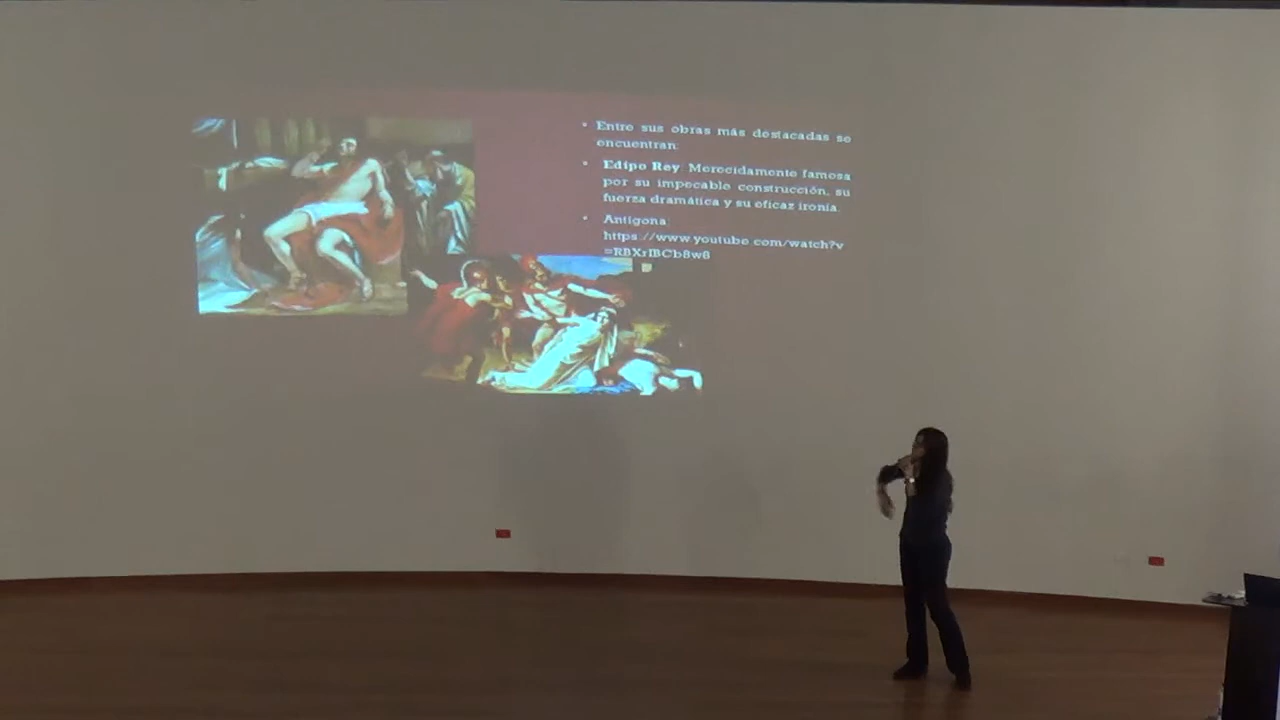 Entre sus obras más destacadas se
encuentran:
Edipo Rey: Merecidamente famosa
por su impecable construcción, su
fuerza dramática y su eficaz ironía.
Antígona:
https://www.youtube.com/watch?v